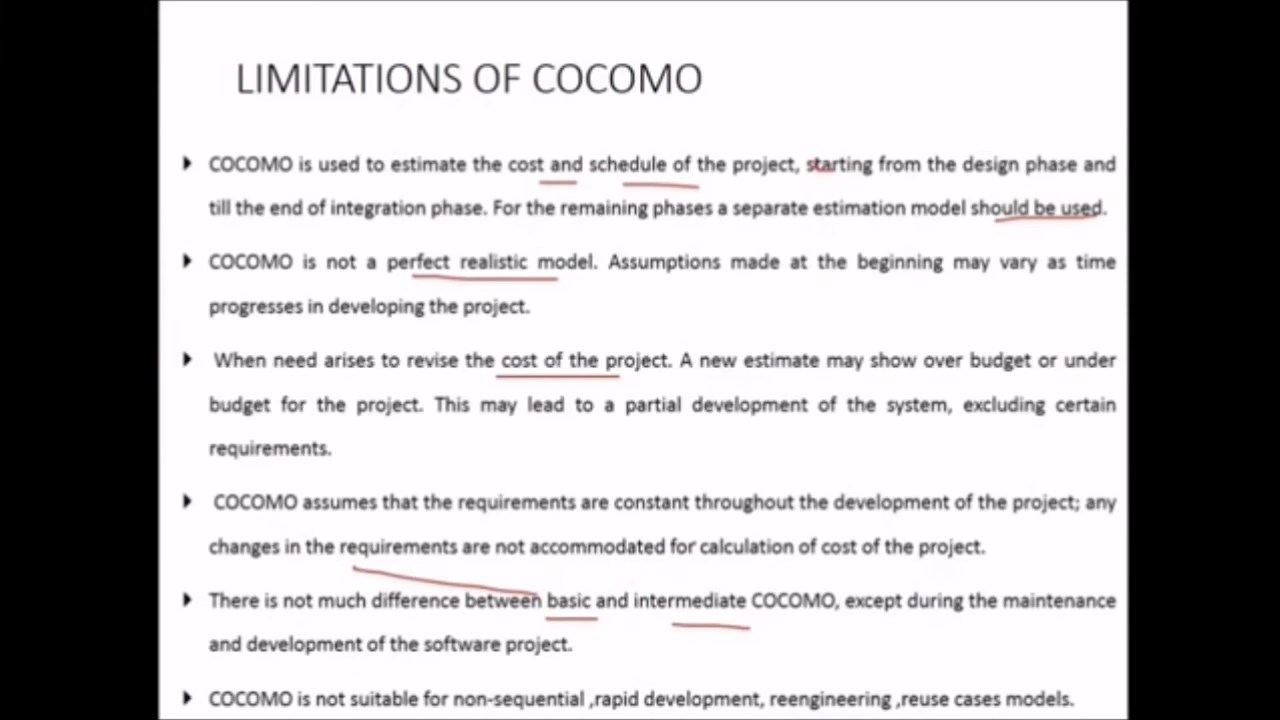 LIMITATIONS OF COCOMO
COCOMO is used to estimate the cost and schedule of the project, starting from the design phase and
till the end of integration phase. For the remaining phases a separate estimation model should be used.
COCOMO is not a perfect realistic model. Assumptions made at the beginning may vary as time
progresses in developing the project.
When need arises to revise the cost of the project. A new estimate may show over budget or under
budget for the project. This may lead to a partial development of the system, excluding certain
requirements.
COCOMO assumes that the requirements are constant throughout the development of the project; any
changes in the requirements are not accommodated for calculation of cost of the project.
There is not much difference between basic and intermediate COCOMO, except during the maintenance
and development of the software project.
COCOMO is not suitable for non-sequential ,rapid development, reengineering ,reuse cases models.